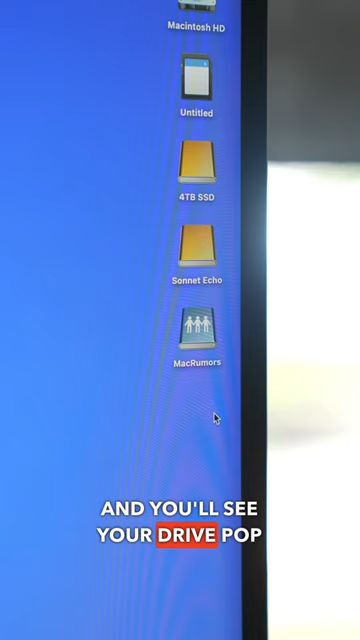 Macintosh HD
Untitled
4TB SSD
Sonnet Echo
MacRumors
AND YOU'LL SEE
YOUR DRIVE POP